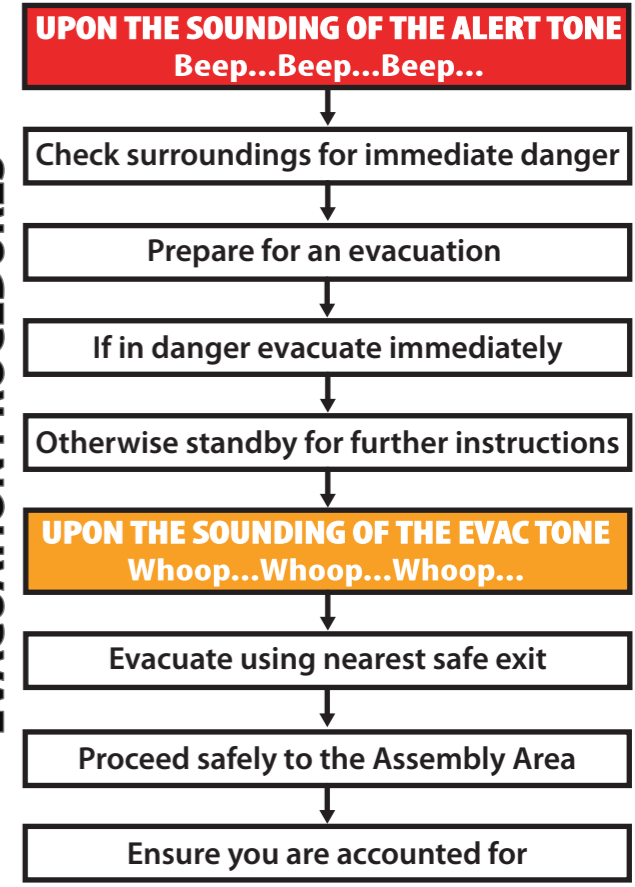 UPON THE SOUNDING OF THE ALERT TONE
Beep...Beep...Beep...
Check surroundings for immediate danger
Prepare for an evacuation
If in danger evacuate immediately
Otherwise standby for further instructions
UPON THE SOUNDING OF THE EVAC TONE
Whoop...Whoop...Whoop...
Evacuate using nearest safe exit
Proceed safely to the Assembly Area
Ensure you are accounted for